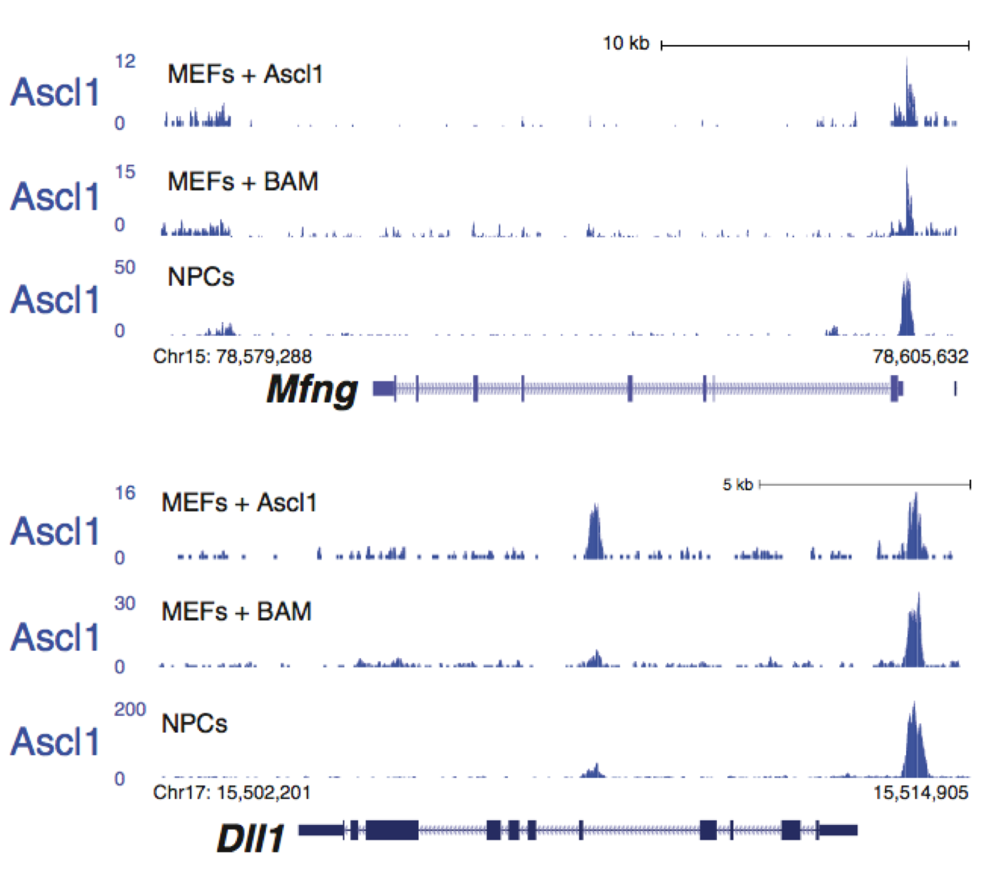 10 kb
12
MEFs + Ascl1
Ascl1
0
15
MEFs + BAM
Ascl1
0
50
NPCs
Ascl1
0
Chr15: 78,579,288 78,605,632
Mfng
5 kb
16
MEFs + Ascl1
Ascl1
0
30
MEFs + BAM
Ascl1
0
200
NPCs
Ascl1
0
Chr17: 15,502,201 15,514,905
Dll1